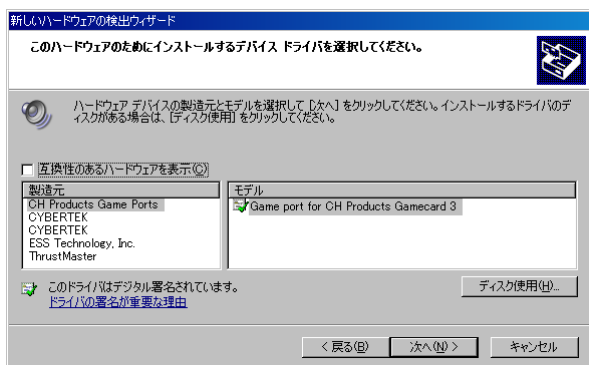 新しいハードウェアの検出ウィザード
このハードウェアのためにインストールするデバイス ドライバを選択してください。
ハードウェア デバイスの製造元とモデルを選択して [次へ] をクリックしてください。インストールするドライバのデ
ィスクがある場合は、[ディスク使用] をクリックしてください。
互換性のあるハードウェアを表示(C)
製造元
CH Products Game Ports
CYBERTEK
CYBERTEK
ESS Technology, Inc.
ThrustMaster
モデル
Game port for CH Products Gamecard 3
このドライバはデジタル署名されています。
ドライバの署名が重要な理由
ディスク使用(H)...
< 戻る(B)
次へ(N) >
キャンセル